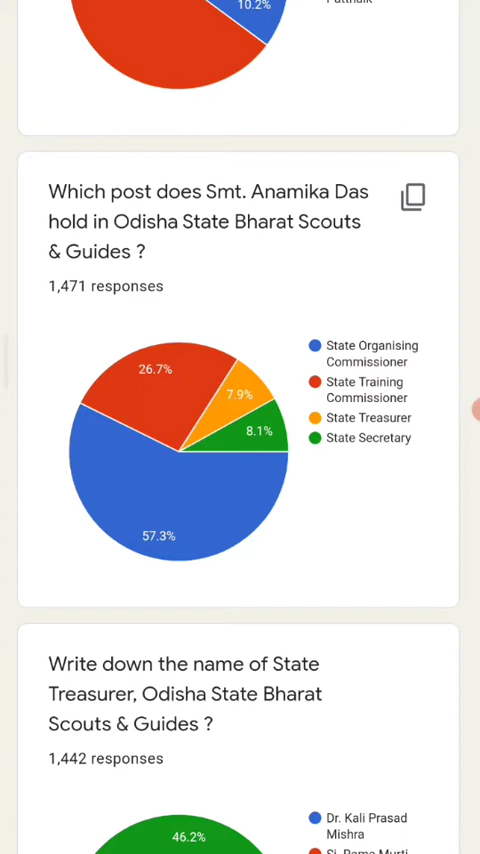 10.2%
Which post does Smt. Anamika Das
hold in Odisha State Bharat Scouts
& Guides ?
1,471 responses
26.7%
7.9%
8.1%
57.3%
State Organising
Commissioner
State Training
Commissioner
State Treasurer
State Secretary
Write down the name of State
Treasurer, Odisha State Bharat
Scouts & Guides ?
1,442 responses
46.2%
Dr. Kali Prasad
Mishra